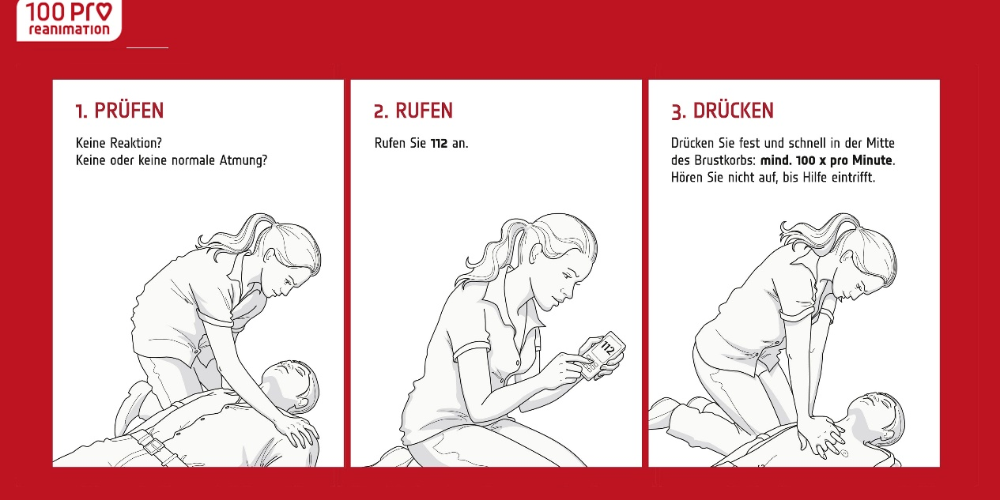 100 Pro
reanimation
1. PRÜFEN
Keine Reaktion?
Keine oder keine normale Atmung?
2. RUFEN
Rufen Sie 112 an.
112
3. DRÜCKEN
Drücken Sie fest und schnell in der Mitte
des Brustkorbs: mind. 100 x pro Minute.
Hören Sie nicht auf, bis Hilfe eintrifft.